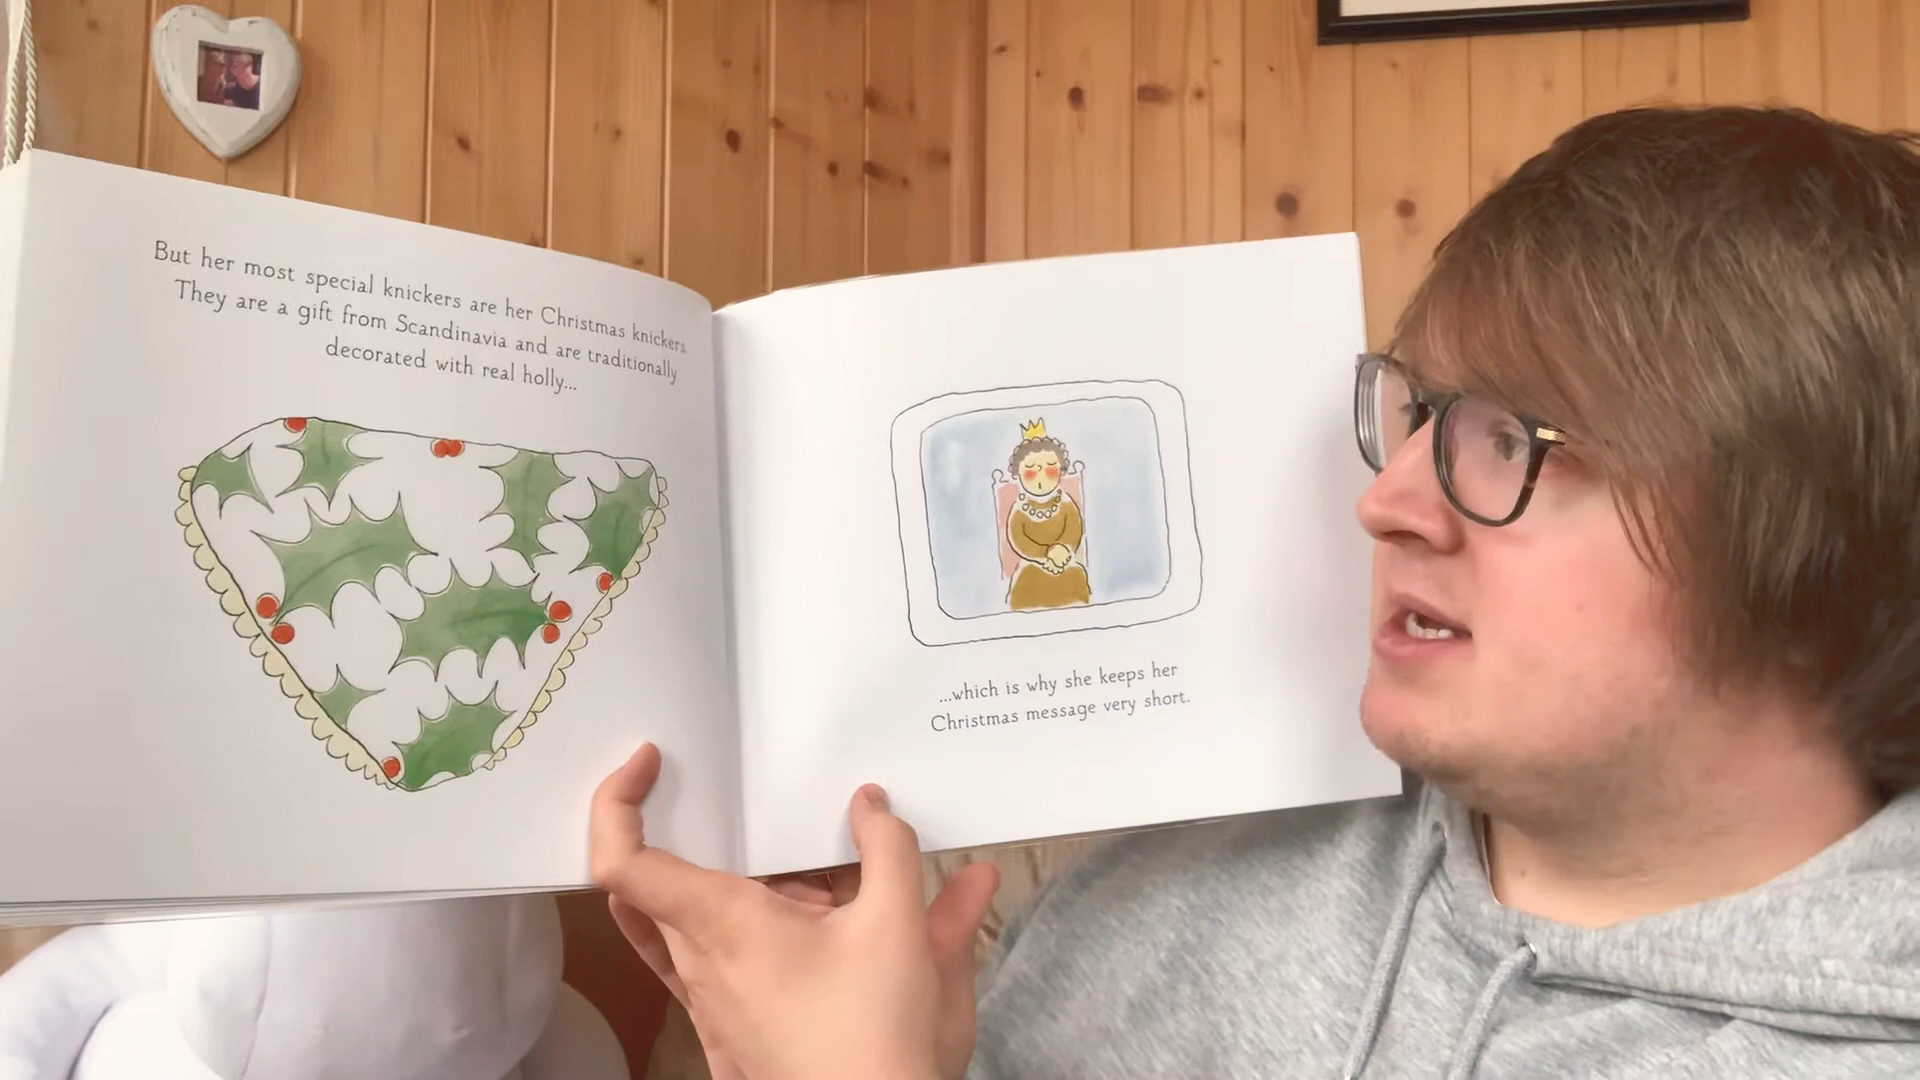 But her most special knickers are her Christmas knickers
They are a gift from Scandinavia and are traditionally
decorated with real holly...
...which is why she keeps her
Christmas message very short.